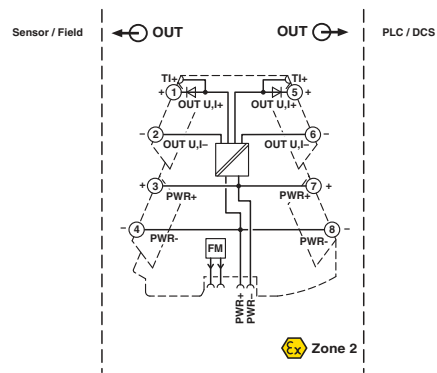 Sensor / Field
OUT
OUT
PLC / DCS
TI+
TI+
+ 1
5 +
OUT U,I+
OUT U,I+
– 2
6 –
OUT U,I–
OUT U,I–
+ 3
7 +
PWR+
PWR+
– 4
8 –
PWR-
PWR-
FM
PWR+
PWR–
Ex Zone 2